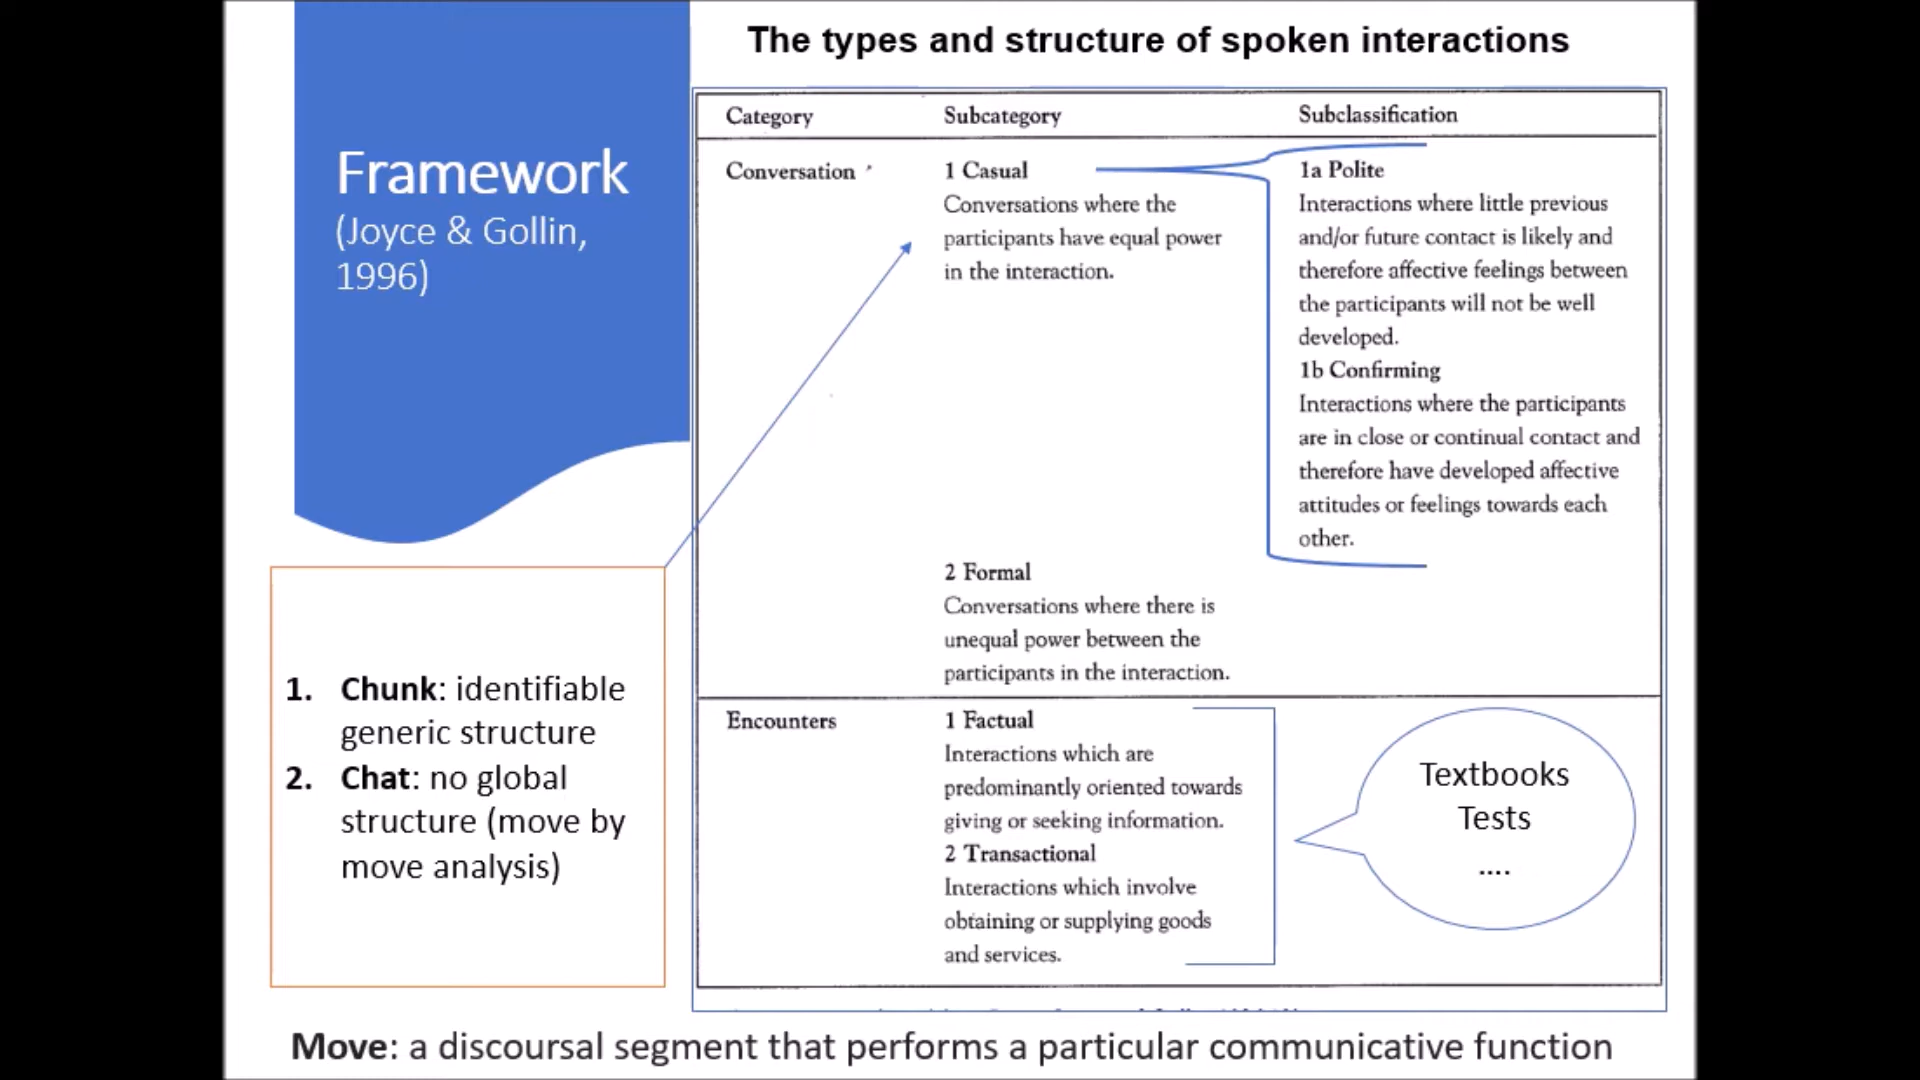 The types and structure of spoken interactions
Framework
(Joyce & Gollin,
1996)
Category Subcategory Subclassification
Conversation
1 Casual
Conversations where the
participants have equal power
in the interaction.
1a Polite
Interactions where little previous
and/or future contact is likely and
therefore affective feelings between
the participants will not be well
developed.
1b Confirming
Interactions where the participants
are in close or continual contact and
therefore have developed affective
attitudes or feelings towards each
other.
2 Formal
Conversations where there is
unequal power between the
participants in the interaction.
Encounters
1 Factual
Interactions which are
predominantly oriented towards
giving or seeking information.
2 Transactional
Interactions which involve
obtaining or supplying goods
and services.
Textbooks
Tests
....
1. Chunk: identifiable
generic structure
2. Chat: no global
structure (move by
move analysis)
Move: a discoursal segment that performs a particular communicative function